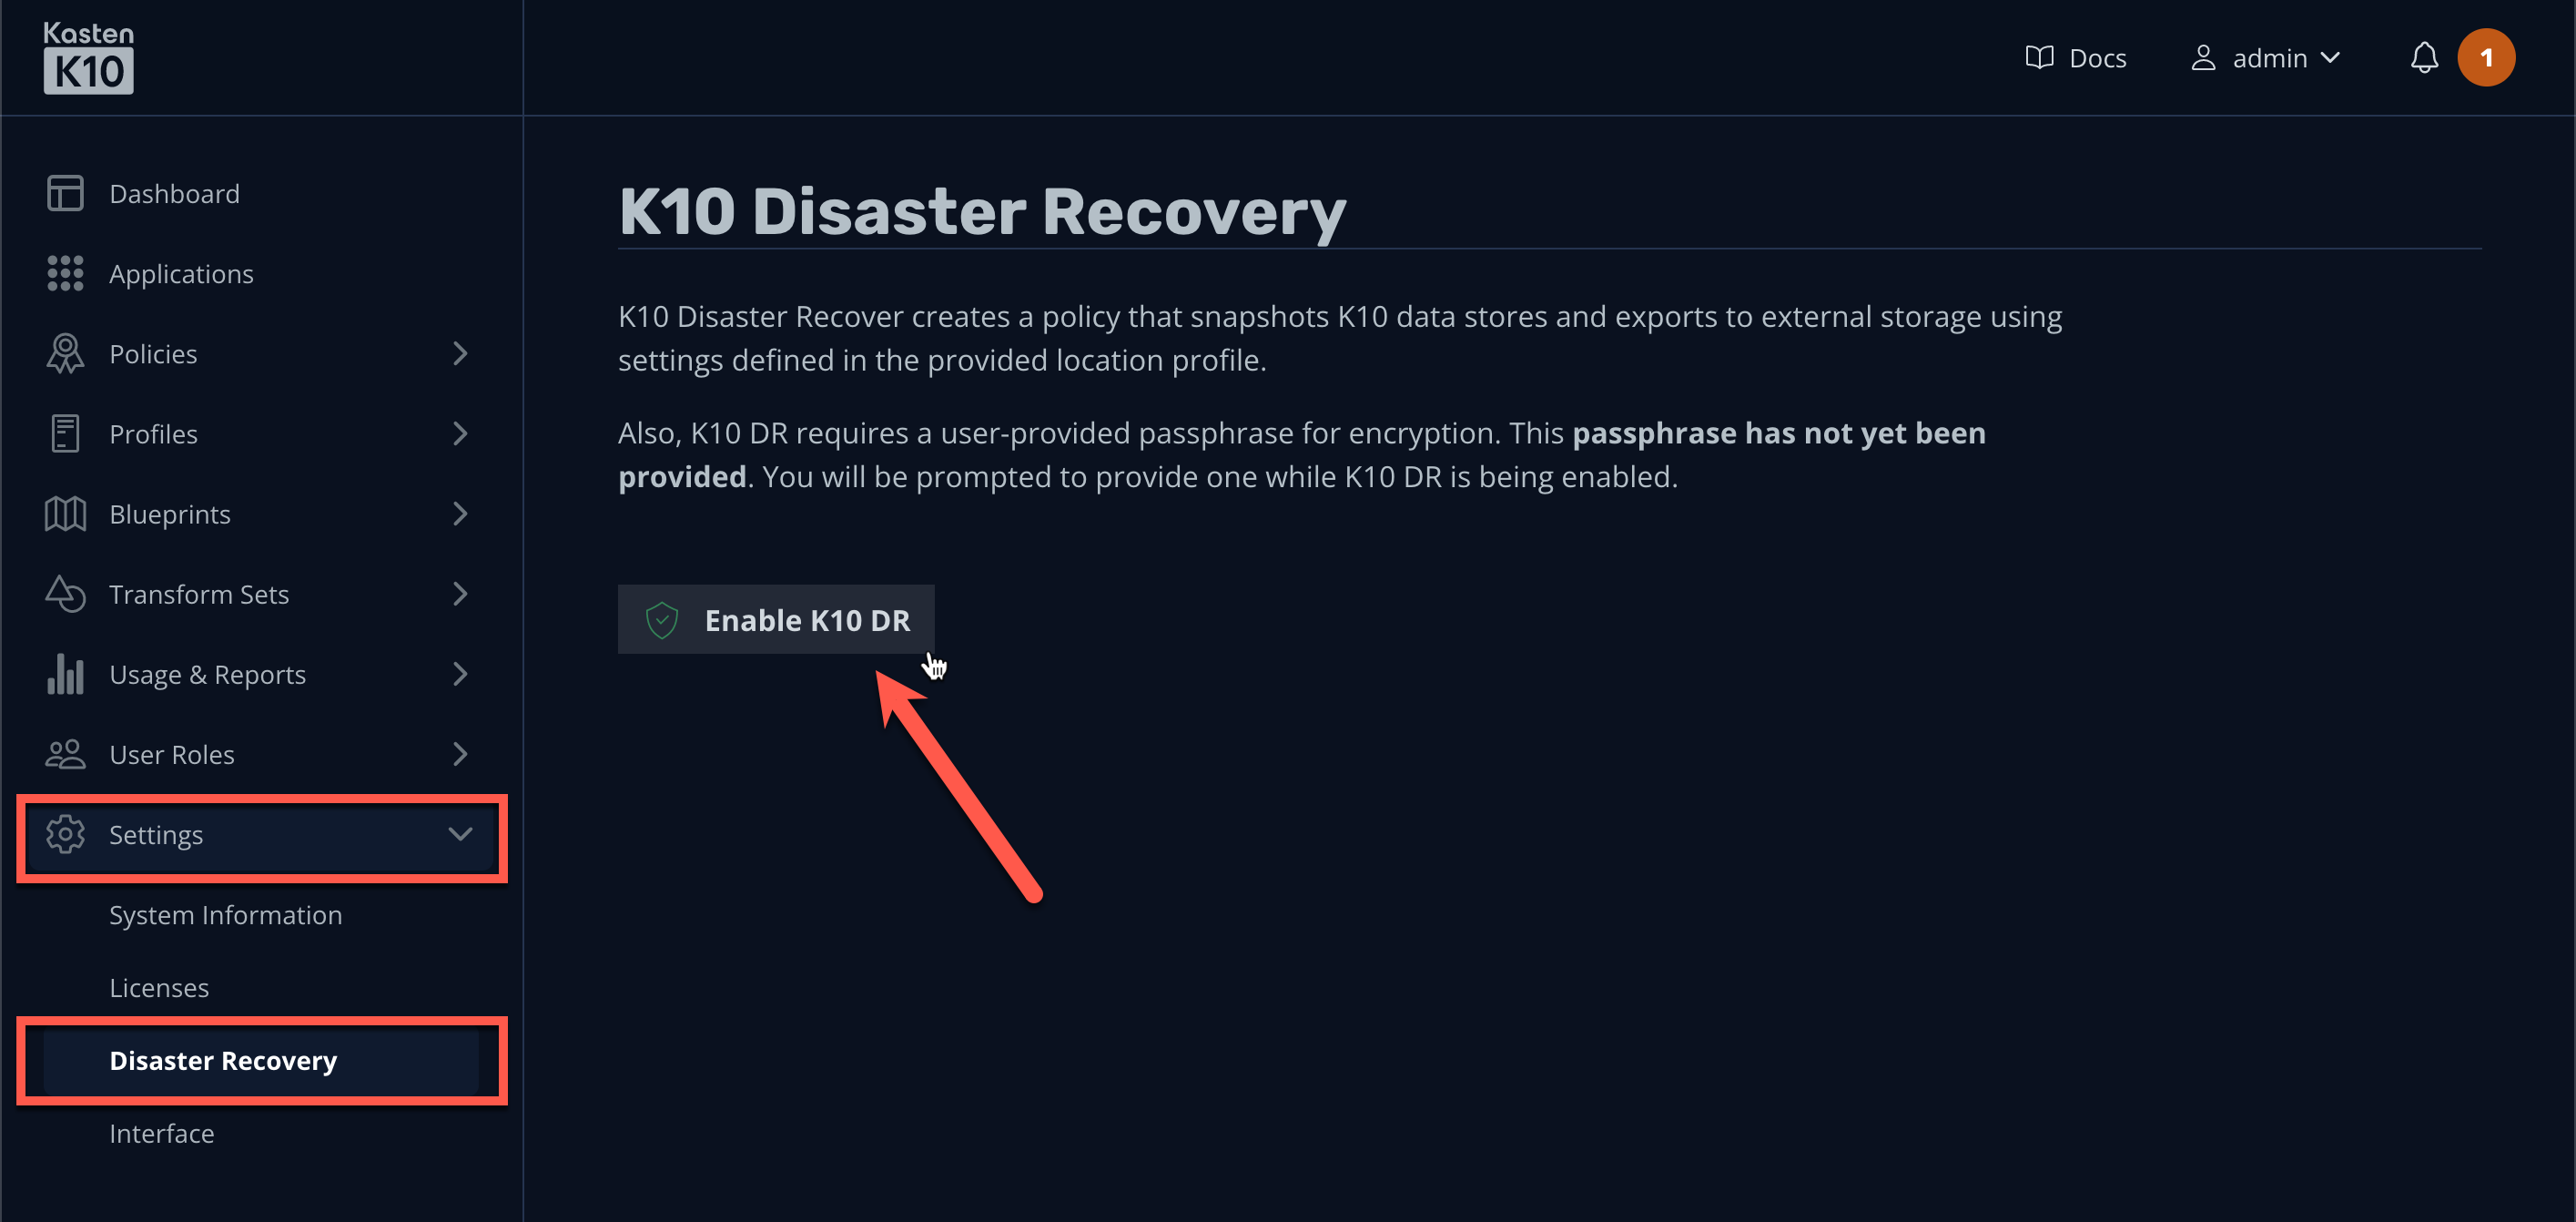 Kasten
K10
Docs
admin
1
Dashboard
Applications
Policies
Profiles
Blueprints
Transform Sets
Usage & Reports
User Roles
Settings
System Information
Licenses
Disaster Recovery
Interface
K10 Disaster Recovery
K10 Disaster Recover creates a policy that snapshots K10 data stores and exports to external storage using
settings defined in the provided location profile.
Also, K10 DR requires a user-provided passphrase for encryption. This passphrase has not yet been
provided. You will be prompted to provide one while K10 DR is being enabled.
Enable K10 DR